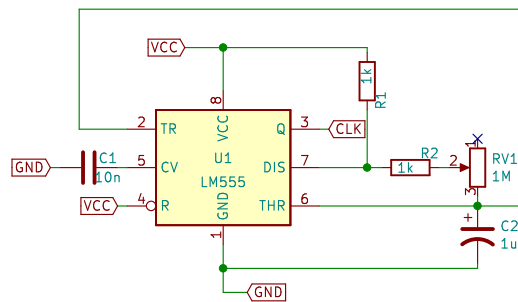 VCC
8
1k
R1
2
TR
VCC
Q
3
CLK
1
GND
C1
10n
5
CV
U1
LM555
DIS
7
R2
1k
2
RV1
1M
3
VCC
4
R
GND
THR
6
1
+
C2
1u
GND